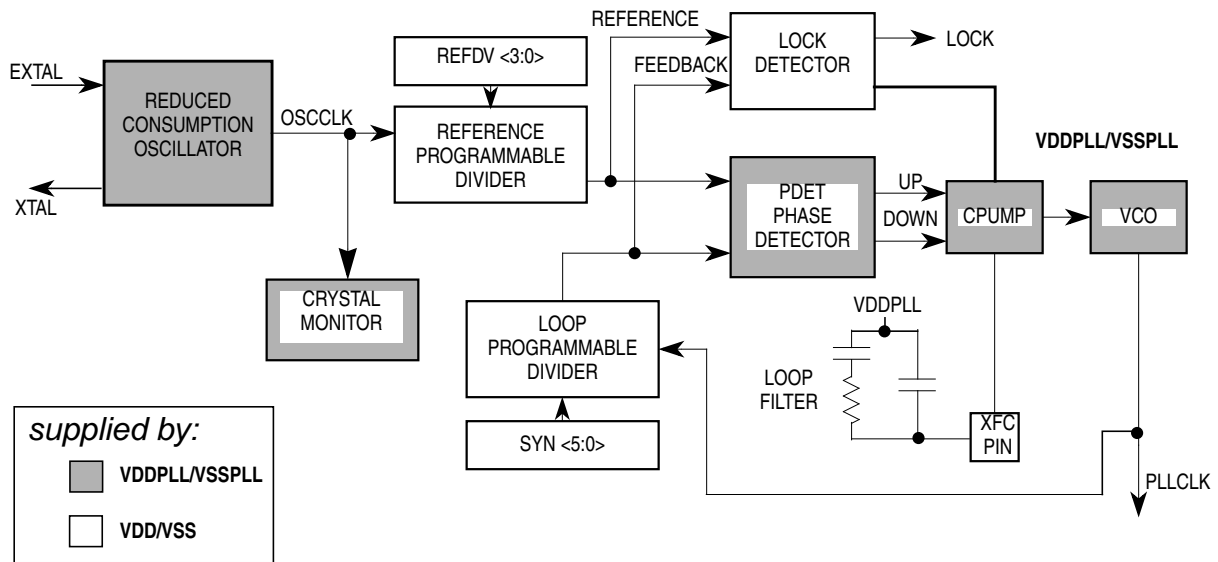 REFERENCE
LOCK
DETECTOR
LOCK
REFDV <3:0>
FEEDBACK
EXTAL
REDUCED
CONSUMPTION
OSCILLATOR
OSCCLK
REFERENCE
PROGRAMMABLE
DIVIDER
VDDPLL/VSSPLL
XTAL
PDET
PHASE
DETECTOR
UP
DOWN
CPUMP
VCO
CRYSTAL
MONITOR
LOOP
PROGRAMMABLE
DIVIDER
VDDPLL
LOOP
FILTER
XFC
PIN
SYN <5:0>
PLLCLK
supplied by:
VDDPLL/VSSPLL
VDD/VSS